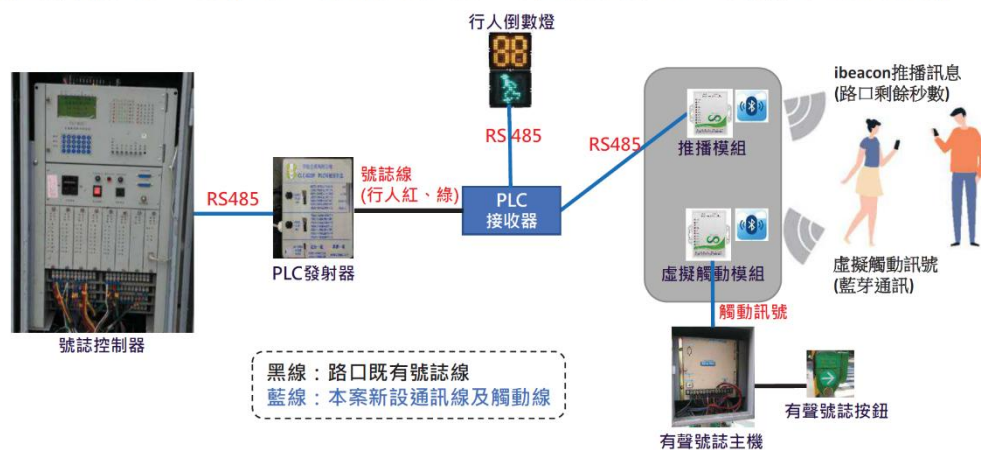 行人倒數燈
88
ibeacon推播訊息
(路口剩餘秒數)
RS485
RS485
推播模組
號誌線
(行人紅、綠)
RS485
PLC
接收器
PLC發射器
虛擬觸動模組
虛擬觸動訊號
(藍芽通訊)
觸動訊號
號誌控制器
黑線：路口既有號誌線
藍線：本案新設通訊線及觸動線
有聲號誌按鈕
有聲號誌主機